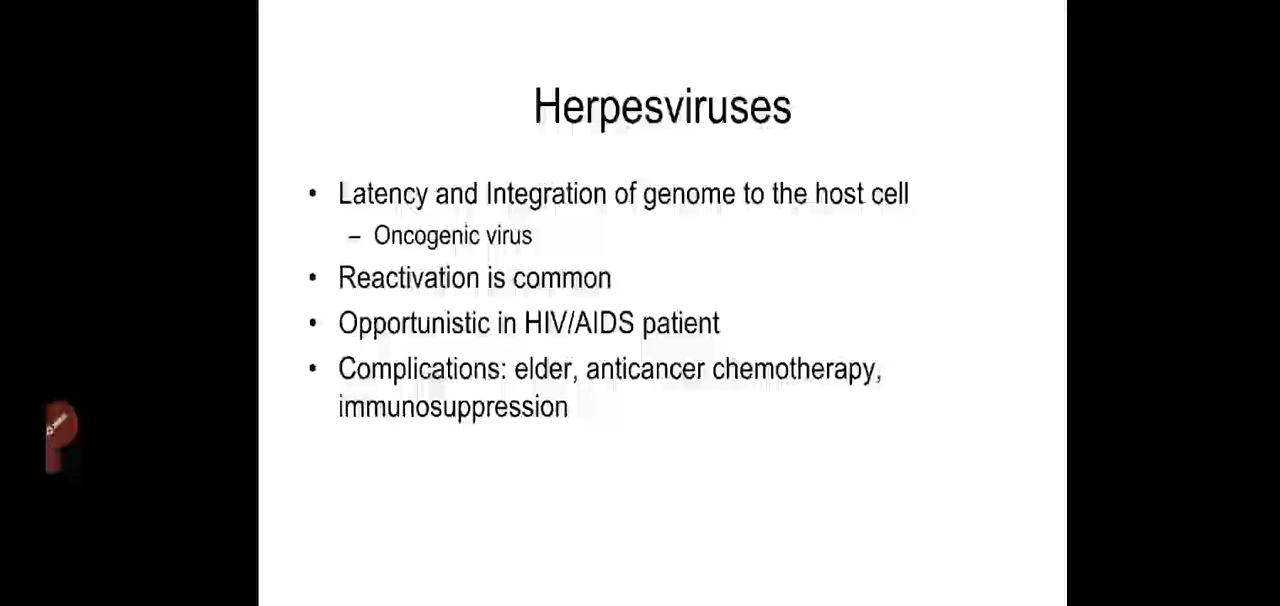 Herpesviruses
• Latency and Integration of genome to the host cell
– Oncogenic virus
• Reactivation is common
• Opportunistic in HIV/AIDS patient
• Complications: elder, anticancer chemotherapy,
immunosuppression